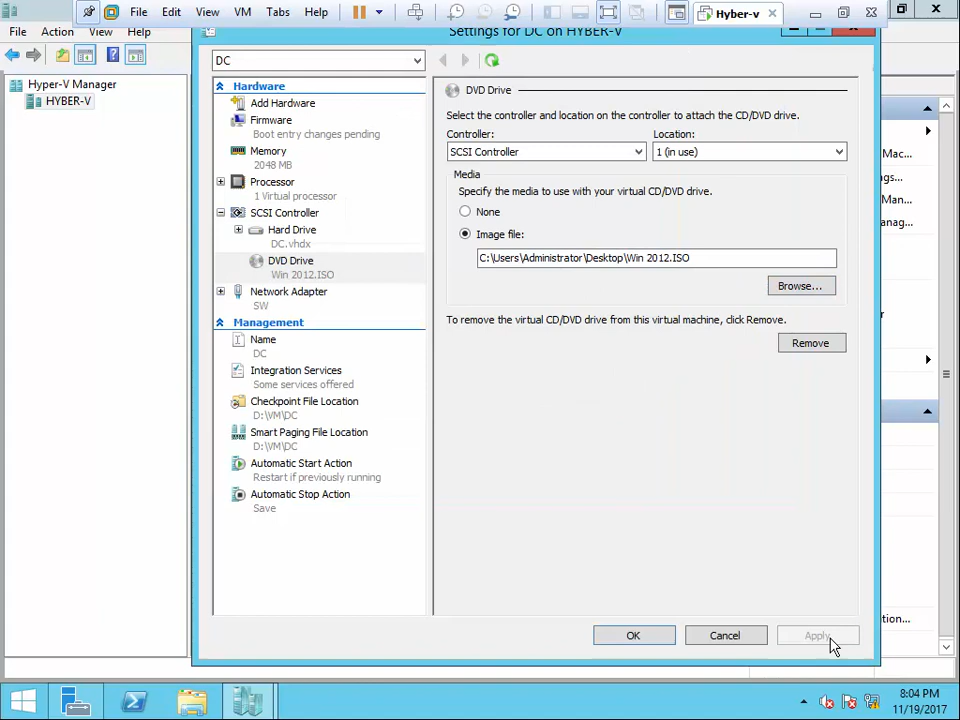 File Edit View VM Tabs Help Hyber-v
Settings for DC on HYBER-V
File Action View Help
Hyper-V Manager
HYBER-V
DC
Hardware
Add Hardware
Firmware
Boot entry changes pending
Memory
2048 MB
Processor
1 Virtual processor
SCSI Controller
Hard Drive
DC.vhdx
DVD Drive
Win 2012.ISO
Network Adapter
SW
Management
Name
DC
Integration Services
Some services offered
Checkpoint File Location
D:\VM\DC
Smart Paging File Location
D:\VM\DC
Automatic Start Action
Restart if previously running
Automatic Stop Action
Save
DVD Drive
Select the controller and location on the controller to attach the CD/DVD drive.
Controller: Location:
SCSI Controller 1 (in use)
Media
Specify the media to use with your virtual CD/DVD drive.
None
Image file:
C:\Users\Administrator\Desktop\Win 2012.ISO
Browse...
To remove the virtual CD/DVD drive from this virtual machine, click Remove.
Remove
OK Cancel Apply
Mac...
gs...
Man...
anag...
tion...
8:04 PM
11/19/2017